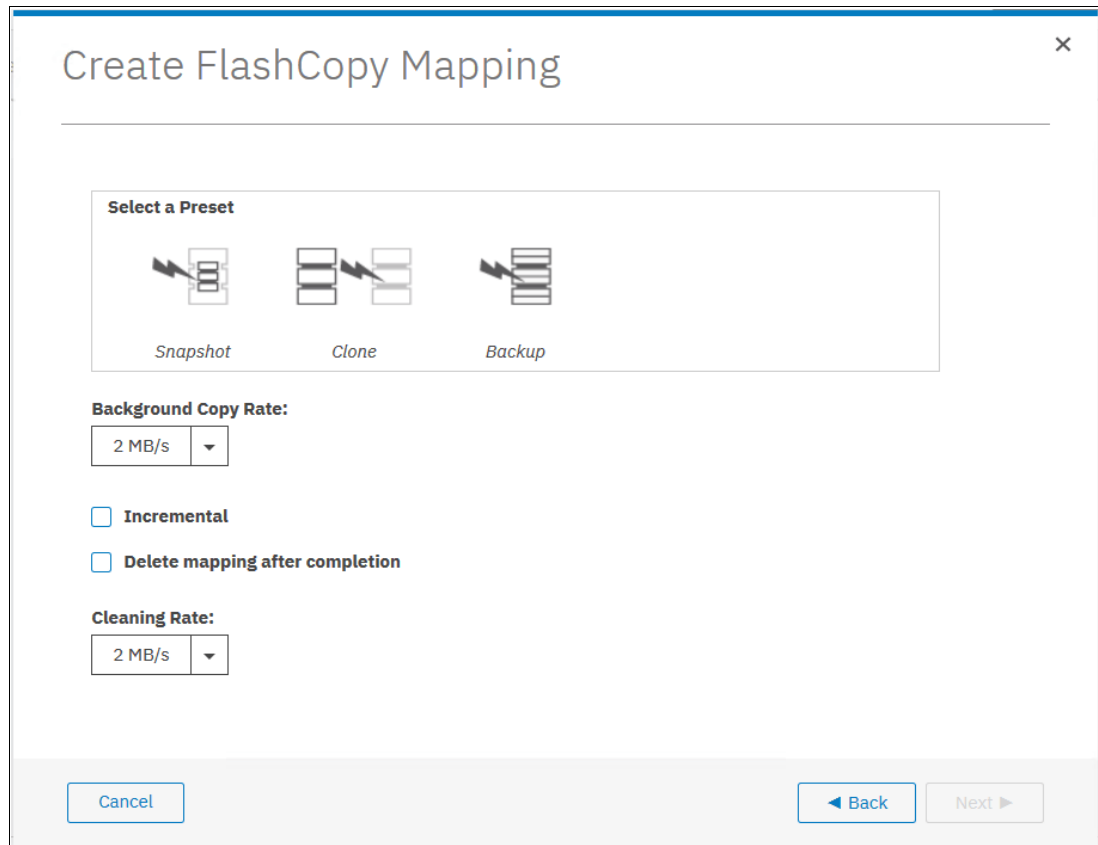 Create FlashCopy Mapping
Select a Preset
Snapshot Clone Backup
Background Copy Rate:
2 MB/s
Incremental
Delete mapping after completion
Cleaning Rate:
2 MB/s
Cancel Back Next